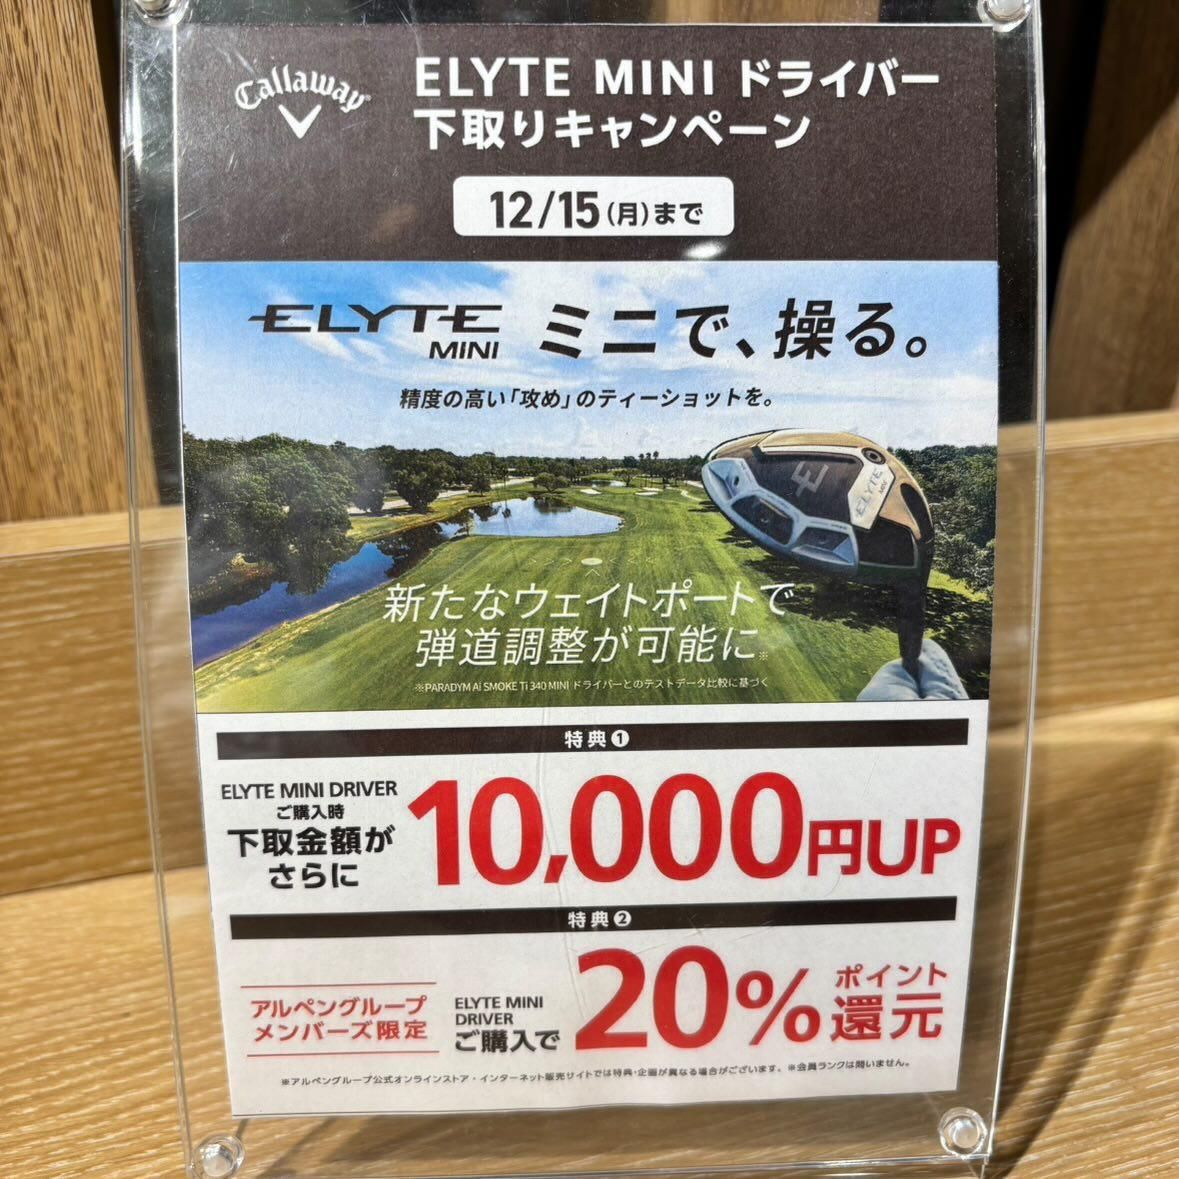 Callaway
ELYTE MINI ドライバー
下取りキャンペーン
12/15(月)まで
ELYTE
MINI
ミニで、操る。
精度の高い「攻め」のティーショットを。
ELYTE
MINI
新たなウェイトポートで
弾道調整が可能に※
※PARADYM Ai SMOKE Ti 340 MINI ドライバーとのテストデータ比較に基づく
特典❶
ELYTE MINI DRIVER
ご購入時
下取金額が
さらに
10,000円UP
特典❷
アルペングループ
メンバーズ限定
ELYTE MINI
DRIVER
ご購入で
20%
ポイント
還元
※アルペングループ公式オンラインストア・インターネット販売サイトでは特典・企画が異なる場合がございます。※会員ランクは問いません。